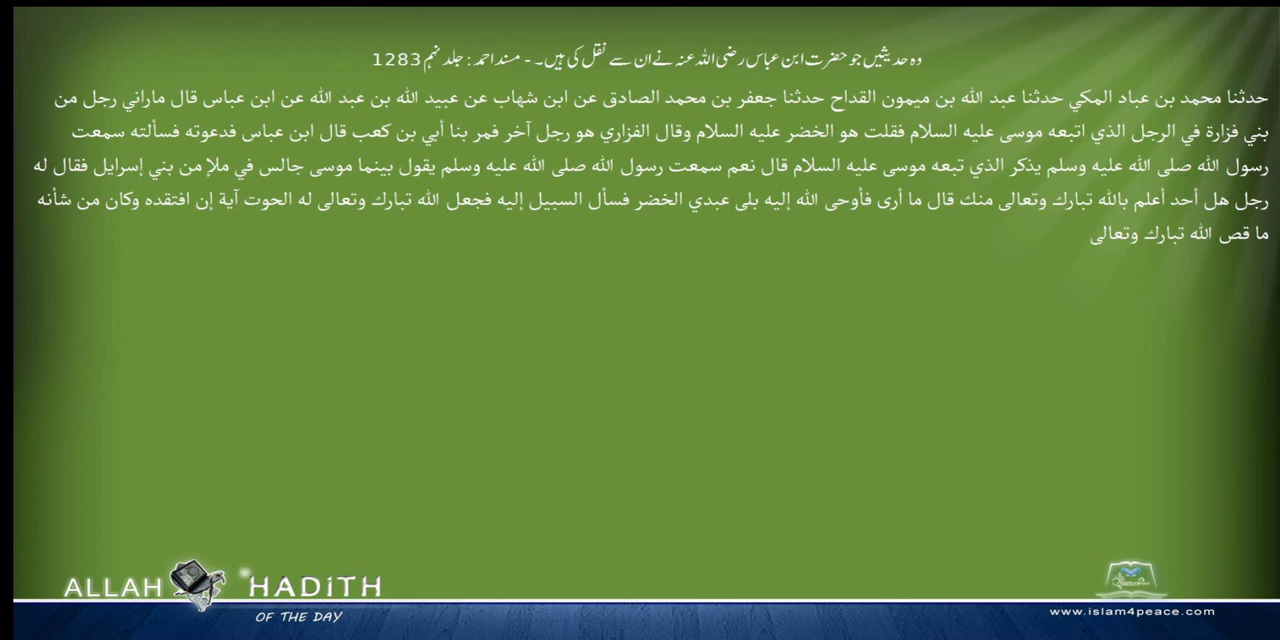 وہ حدیثیں جو حضرت ابن عباس رضی اللہ عنہ نے ان سے نقل کی ہیں۔ - مسند احمد : جلد نہم 1283
حدثنا محمد بن عباد المكي حدثنا عبد الله بن ميمون القداح حدثنا جعفر بن محمد الصادق عن ابن شهاب عن عبيد الله بن عبد الله عن ابن عباس قال ماراني رجل من
بني فزارة في الرجل الذي اتبعه موسى عليه السلام فقلت هو الخضر عليه السلام وقال الفزاري هو رجل آخر فمر بنا أبي بن كعب قال ابن عباس فدعوته فسألته سمعت
رسول الله صلى الله عليه وسلم يذكر الذي تبعه موسى عليه السلام قال نعم سمعت رسول الله صلى الله عليه وسلم يقول بينما موسى جالس في ملإ من بني إسرايل فقال له
رجل هل أحد أعلم بالله تبارك وتعالى منك قال ما أرى فأوحى الله إليه بلى عبدي الخضر فسأل السبيل إليه فجعل الله تبارك وتعالى له الحوت آية إن افتقده وكان من شأنه
ما قص الله تبارك وتعالى
ALLAH HADITH
OF THE DAY
www.islam4peace.com